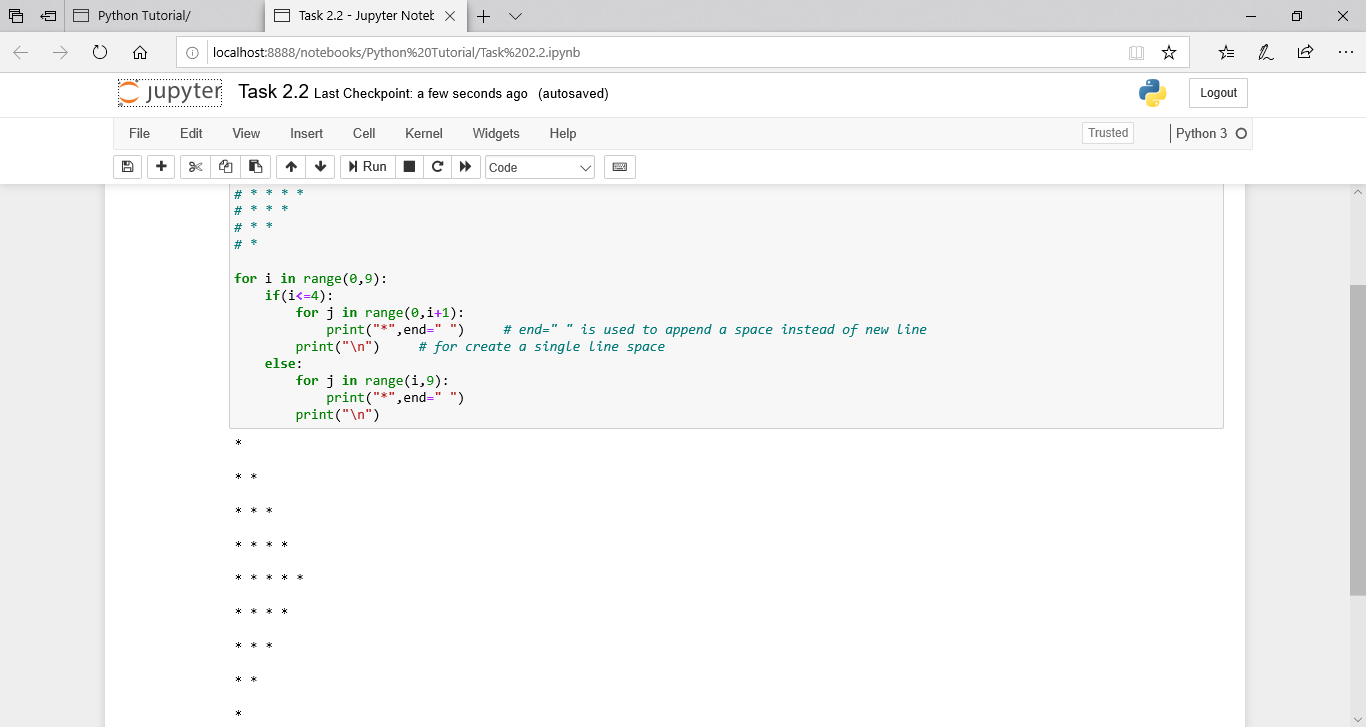 Python Tutorial/
Task 2.2 - Jupyter Noteb
localhost:8888/notebooks/Python%20Tutorial/Task%202.2.ipynb
jupyter Task 2.2 Last Checkpoint: a few seconds ago (autosaved)
Logout
File Edit View Insert Cell Kernel Widgets Help
Trusted
Python 3
Run
Code
# * * * *
# * * *
# * *
# *
for i in range(0,9):
    if(i<=4):
        for j in range(0,i+1):
            print("*",end=" ")     # end=" " is used to append a space instead of new line
        print("\n")     # for create a single line space
    else:
        for j in range(i,9):
            print("*",end=" ")
        print("\n")
*
* *
* * *
* * * *
* * * * *
* * * *
* * *
* *
*